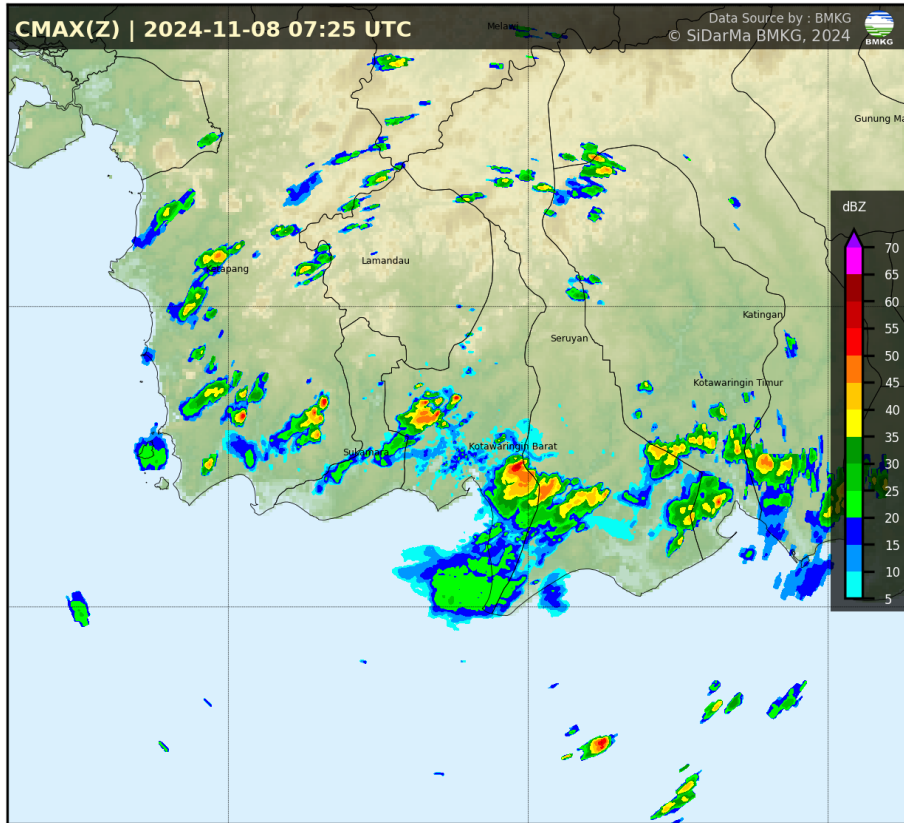 CMAX(Z) | 2024-11-08 07:25 UTC
Data Source by : BMKG
© SiDarMa BMKG, 2024
Melawi
Gunung Ma
Lamandau
Katingan
Seruyan
Kotawaringin Timur
Kotawaringin Barat
Sukamara
dBZ
70
65
60
55
50
45
40
35
30
25
20
15
10
5